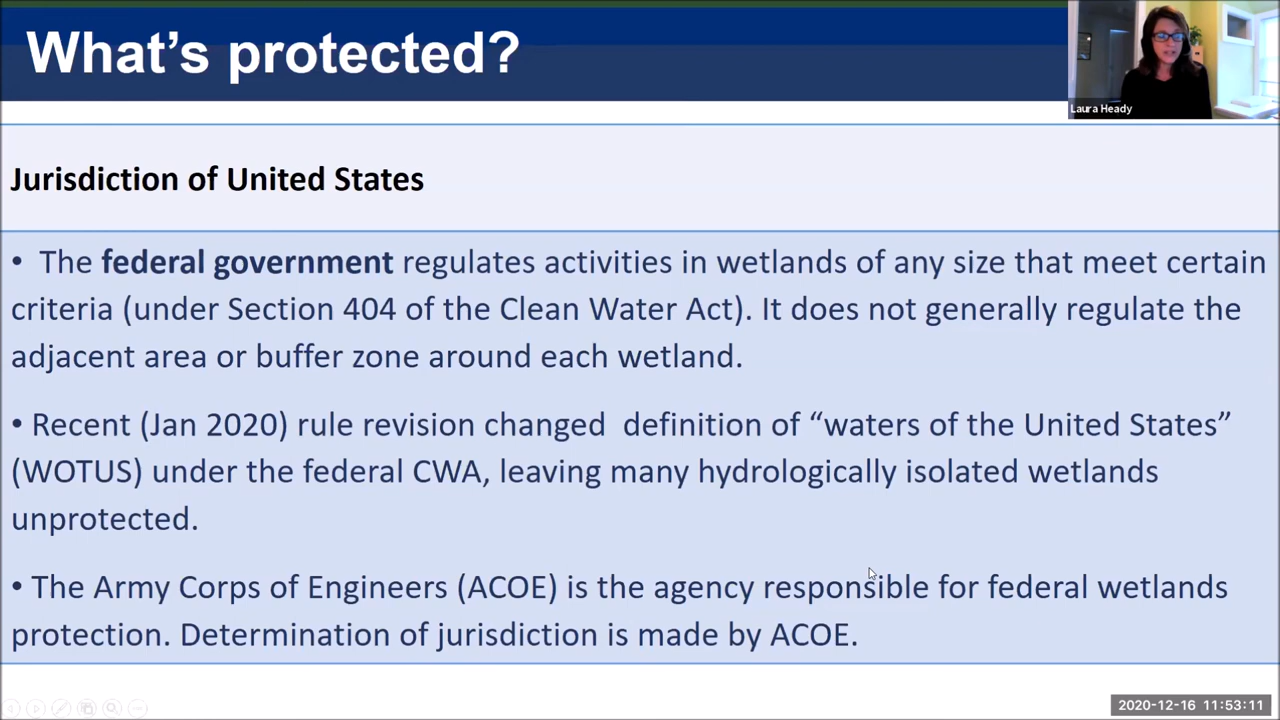 What's protected?
Laura Heady
Jurisdiction of United States
• The federal government regulates activities in wetlands of any size that meet certain
criteria (under Section 404 of the Clean Water Act). It does not generally regulate the
adjacent area or buffer zone around each wetland.
• Recent (Jan 2020) rule revision changed  definition of “waters of the United States”
(WOTUS) under the federal CWA, leaving many hydrologically isolated wetlands
unprotected.
• The Army Corps of Engineers (ACOE) is the agency responsible for federal wetlands
protection. Determination of jurisdiction is made by ACOE.
2020-12-16 11:53:11